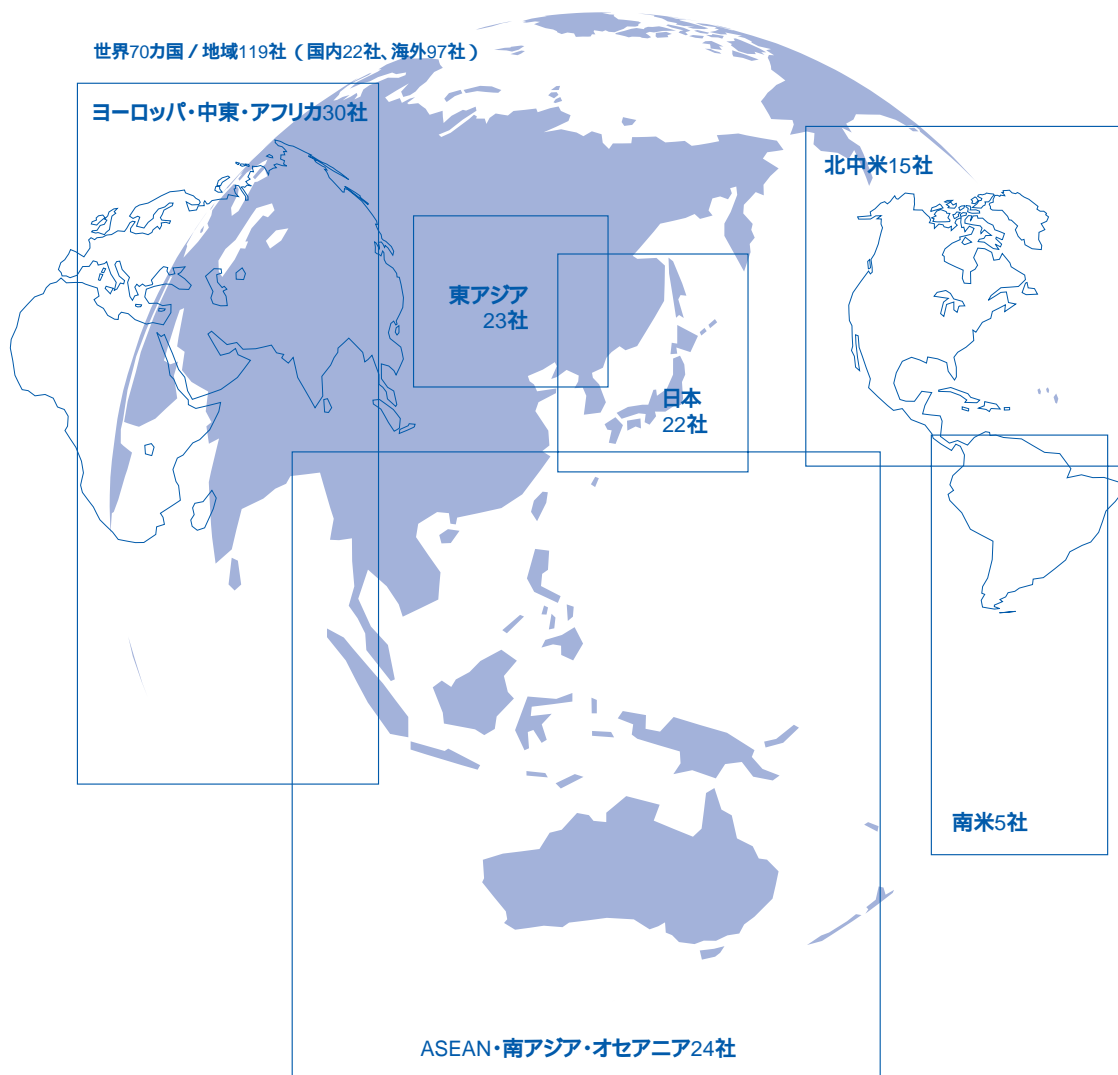 世界70カ国 / 地域119社 ( 国内22社、海外97社 )
ヨーロッパ・中東・アフリカ30社
北中米15社
東アジア
23社
日本
22社
南米5社
ASEAN・南アジア・オセアニア24社